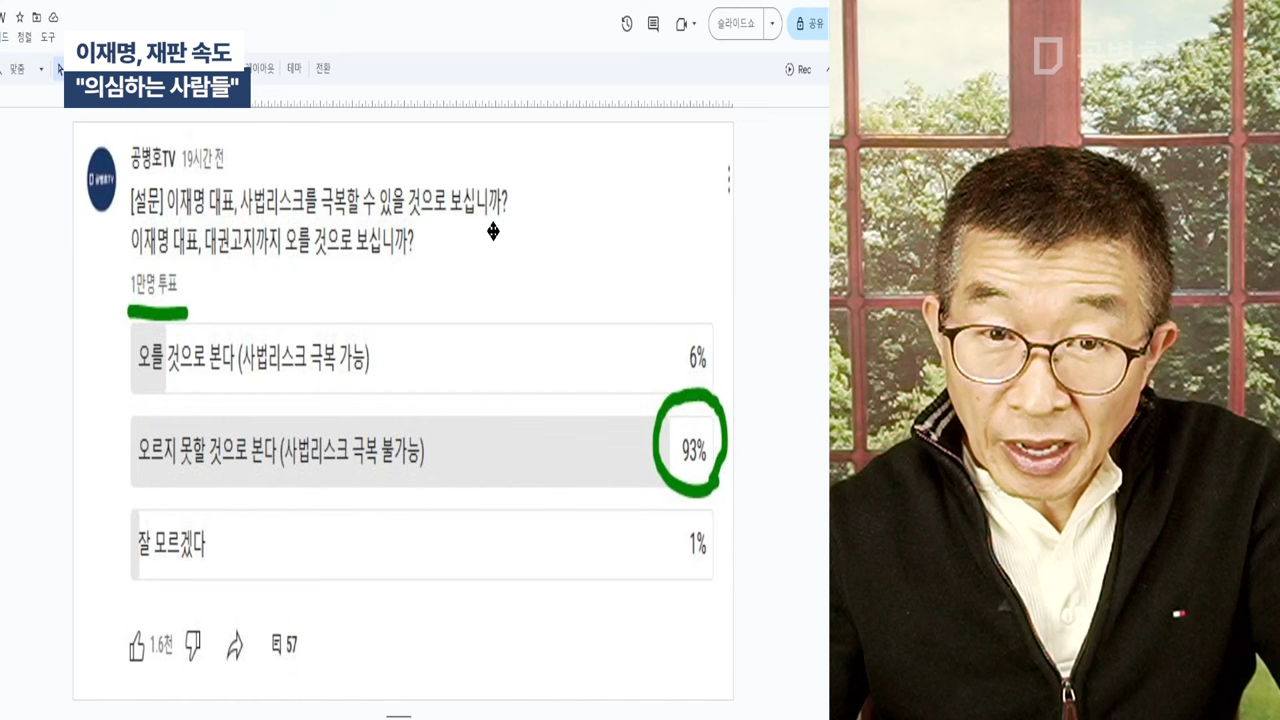 이재명, 재판 속도
"의심하는 사람들"
정렬 도구
슬라이드쇼
공유
맞춤
테마
전환
Rec
공병호TV 19시간 전
[설문] 이재명 대표, 사법리스크를 극복할 수 있을 것으로 보십니까?
이재명 대표, 대권고지까지 오를 것으로 보십니까?
1만명 투표
오를 것으로 본다 (사법리스크 극복 가능) 6%
오르지 못할 것으로 본다 (사법리스크 극복 불가능) 93%
잘 모르겠다 1%
1.6천 57